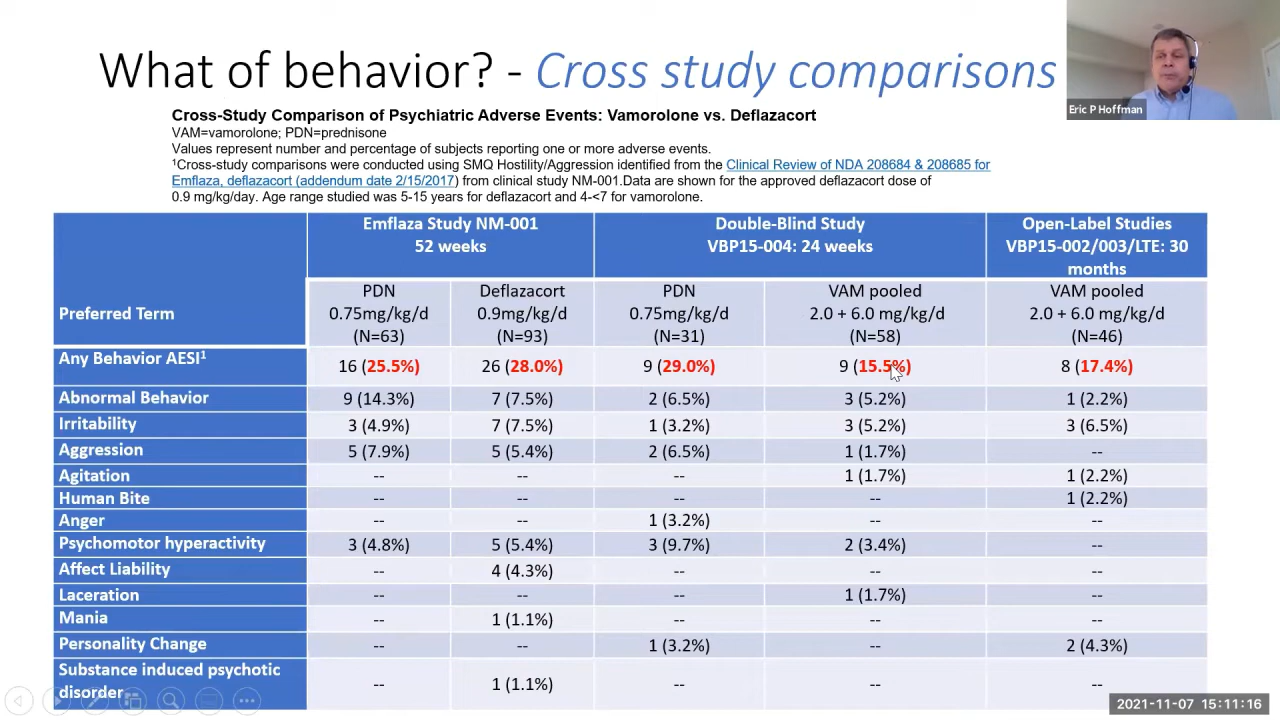 What of behavior? - Cross study comparisons
Eric P Hoffman
Cross-Study Comparison of Psychiatric Adverse Events: Vamorolone vs. Deflazacort
VAM=vamorolone; PDN=prednisone
Values represent number and percentage of subjects reporting one or more adverse events.
¹Cross-study comparisons were conducted using SMQ Hostility/Aggression identified from the Clinical Review of NDA 208684 & 208685 for
Emflaza, deflazacort (addendum date 2/15/2017) from clinical study NM-001.Data are shown for the approved deflazacort dose of
0.9 mg/kg/day. Age range studied was 5-15 years for deflazacort and 4-<7 for vamorolone.
Emflaza Study NM-001
52 weeks
Double-Blind Study
VBP15-004: 24 weeks
Open-Label Studies
VBP15-002/003/LTE: 30
months
Preferred Term
PDN
0.75mg/kg/d
(N=63)
Deflazacort
0.9mg/kg/d
(N=93)
PDN
0.75mg/kg/d
(N=31)
VAM pooled
2.0 + 6.0 mg/kg/d
(N=58)
VAM pooled
2.0 + 6.0 mg/kg/d
(N=46)
Any Behavior AESI¹ 16 (25.5%) 26 (28.0%) 9 (29.0%) 9 (15.5%) 8 (17.4%)
Abnormal Behavior 9 (14.3%) 7 (7.5%) 2 (6.5%) 3 (5.2%) 1 (2.2%)
Irritability 3 (4.9%) 7 (7.5%) 1 (3.2%) 3 (5.2%) 3 (6.5%)
Aggression 5 (7.9%) 5 (5.4%) 2 (6.5%) 1 (1.7%) --
Agitation -- -- -- 1 (1.7%) 1 (2.2%)
Human Bite -- -- -- -- 1 (2.2%)
Anger -- -- 1 (3.2%) -- --
Psychomotor hyperactivity 3 (4.8%) 5 (5.4%) 3 (9.7%) 2 (3.4%) --
Affect Liability -- 4 (4.3%) -- -- --
Laceration -- -- -- 1 (1.7%) --
Mania -- 1 (1.1%) -- -- --
Personality Change -- -- 1 (3.2%) -- 2 (4.3%)
Substance induced psychotic
disorder -- 1 (1.1%) -- -- --
2021-11-07 15:11:16